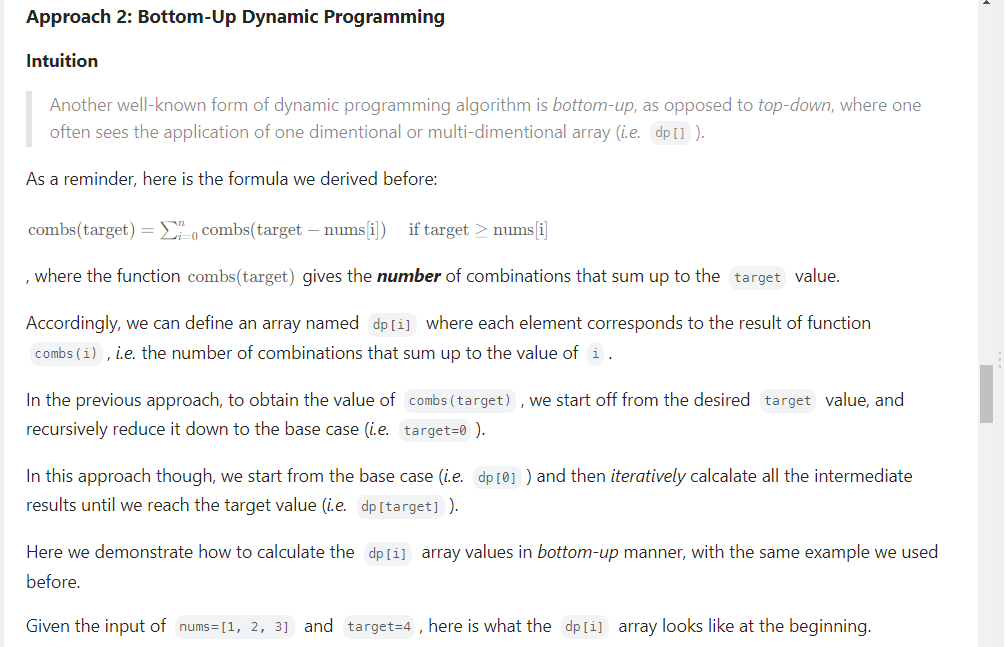 Approach 2: Bottom-Up Dynamic Programming
Intuition
Another well-known form of dynamic programming algorithm is bottom-up, as opposed to top-down, where one
often sees the application of one dimentional or multi-dimentional array (i.e. dp[] ).
As a reminder, here is the formula we derived before:
combs(target) = ∑ⁿᵢ₌₀ combs(target − nums[i])   if target ≥ nums[i]
, where the function combs(target) gives the number of combinations that sum up to the target value.
Accordingly, we can define an array named dp[i] where each element corresponds to the result of function
combs(i) , i.e. the number of combinations that sum up to the value of i .
In the previous approach, to obtain the value of combs(target) , we start off from the desired target value, and
recursively reduce it down to the base case (i.e. target=0 ).
In this approach though, we start from the base case (i.e. dp[0] ) and then iteratively calcalate all the intermediate
results until we reach the target value (i.e. dp[target] ).
Here we demonstrate how to calculate the dp[i] array values in bottom-up manner, with the same example we used
before.
Given the input of nums=[1, 2, 3] and target=4 , here is what the dp[i] array looks like at the beginning.